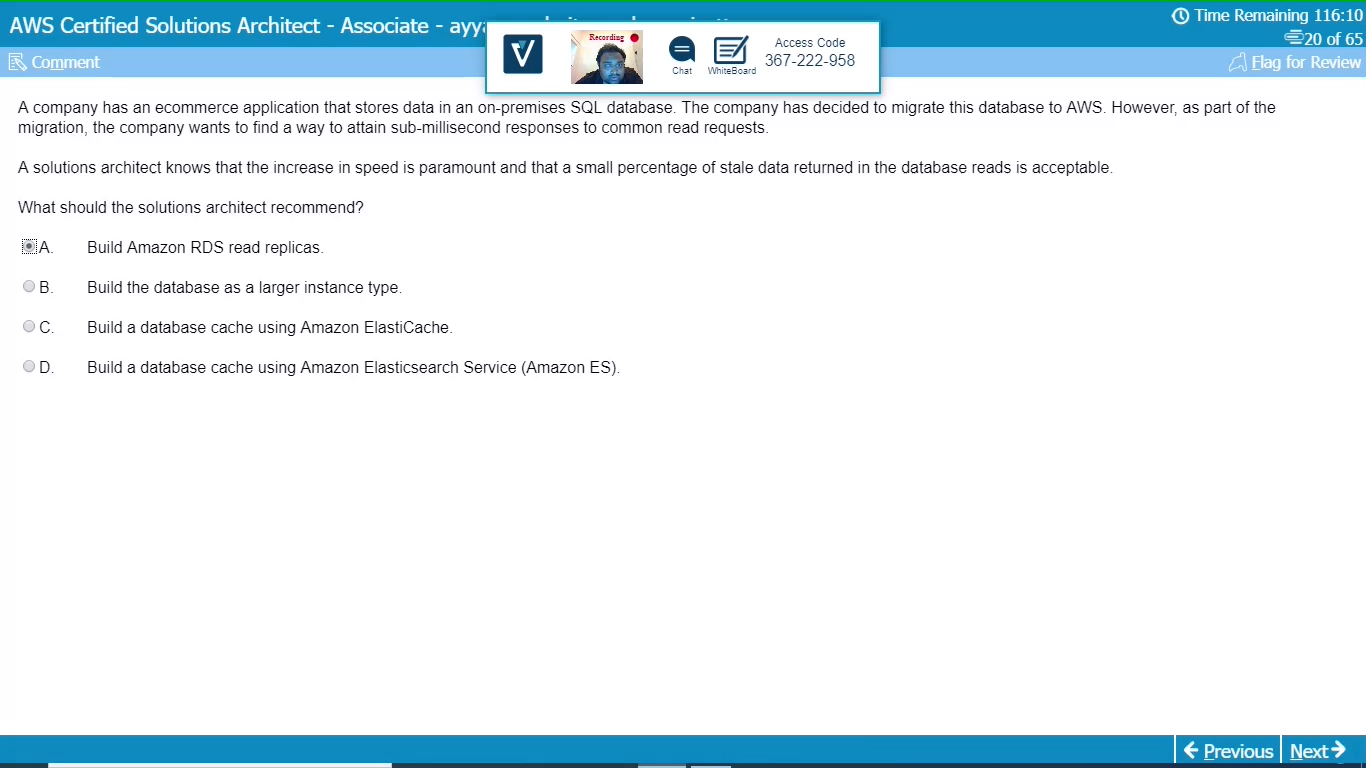 AWS Certified Solutions Architect - Associate - ayya
Time Remaining 116:10
20 of 65
Comment
Flag for Review
Recording
Chat
WhiteBoard
Access Code
367-222-958
A company has an ecommerce application that stores data in an on-premises SQL database. The company has decided to migrate this database to AWS. However, as part of the
migration, the company wants to find a way to attain sub-millisecond responses to common read requests.
A solutions architect knows that the increase in speed is paramount and that a small percentage of stale data returned in the database reads is acceptable.
What should the solutions architect recommend?
A. Build Amazon RDS read replicas.
B. Build the database as a larger instance type.
C. Build a database cache using Amazon ElastiCache.
D. Build a database cache using Amazon Elasticsearch Service (Amazon ES).
Previous
Next